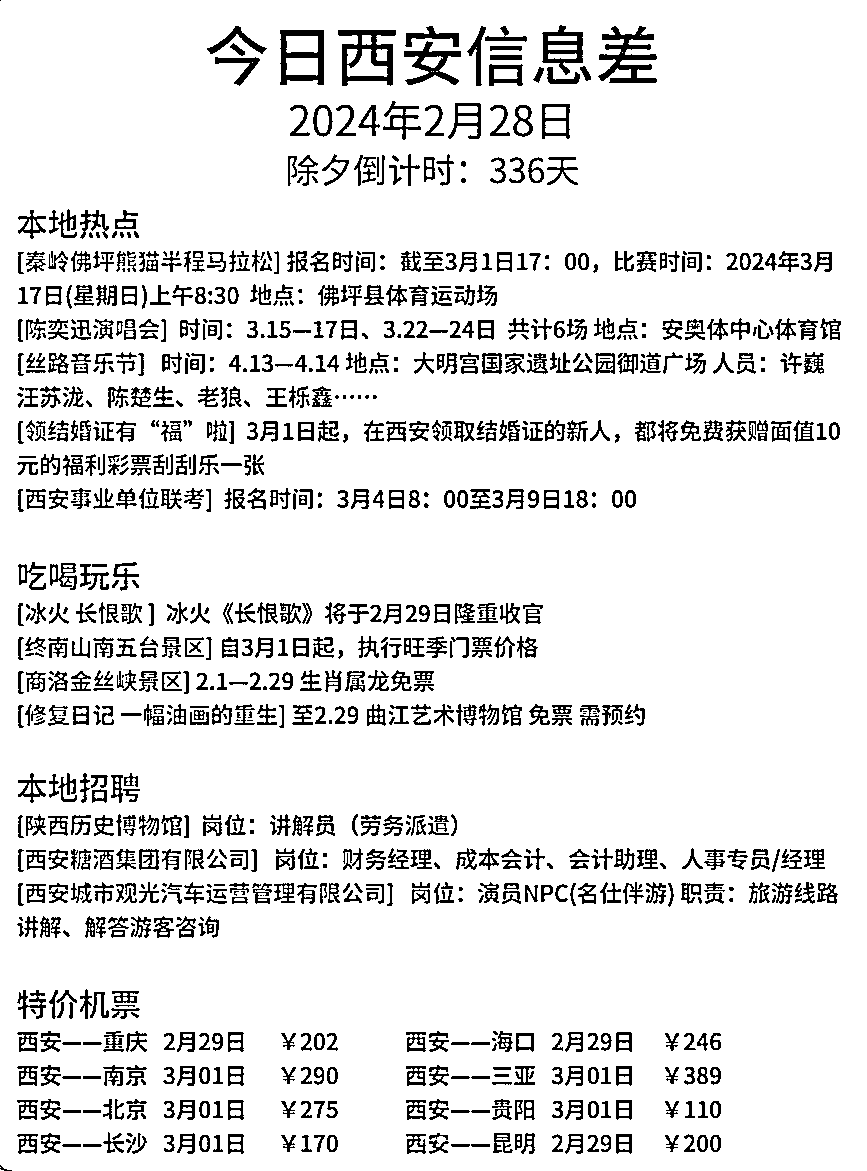 今日西安信息差
2024年2月28日
除夕倒计时：336天
本地热点
[秦岭佛坪熊猫半程马拉松] 报名时间：截至3月1日17：00，比赛时间：2024年3月
17日(星期日)上午8:30 地点：佛坪县体育运动场
[陈奕迅演唱会] 时间：3.15—17日、3.22—24日 共计6场 地点：安奥体中心体育馆
[丝路音乐节] 时间：4.13—4.14 地点：大明宫国家遗址公园御道广场 人员：许巍
汪苏泷、陈楚生、老狼、王栎鑫……
[领结婚证有“福”啦] 3月1日起，在西安领取结婚证的新人，都将免费获赠面值10
元的福利彩票刮刮乐一张
[西安事业单位联考] 报名时间：3月4日8：00至3月9日18：00
吃喝玩乐
[冰火 长恨歌 ] 冰火《长恨歌》将于2月29日隆重收官
[终南山南五台景区] 自3月1日起，执行旺季门票价格
[商洛金丝峡景区] 2.1—2.29 生肖属龙免票
[修复日记 一幅油画的重生] 至2.29 曲江艺术博物馆 免票 需预约
本地招聘
[陕西历史博物馆] 岗位：讲解员（劳务派遣）
[西安糖酒集团有限公司] 岗位：财务经理、成本会计、会计助理、人事专员/经理
[西安城市观光汽车运营管理有限公司] 岗位：演员NPC(名仕伴游) 职责：旅游线路
讲解、解答游客咨询
特价机票
西安——重庆 2月29日 ￥202 西安——海口 2月29日 ￥246
西安——南京 3月01日 ￥290 西安——三亚 3月01日 ￥389
西安——北京 3月01日 ￥275 西安——贵阳 3月01日 ￥110
西安——长沙 3月01日 ￥170 西安——昆明 2月29日 ￥200